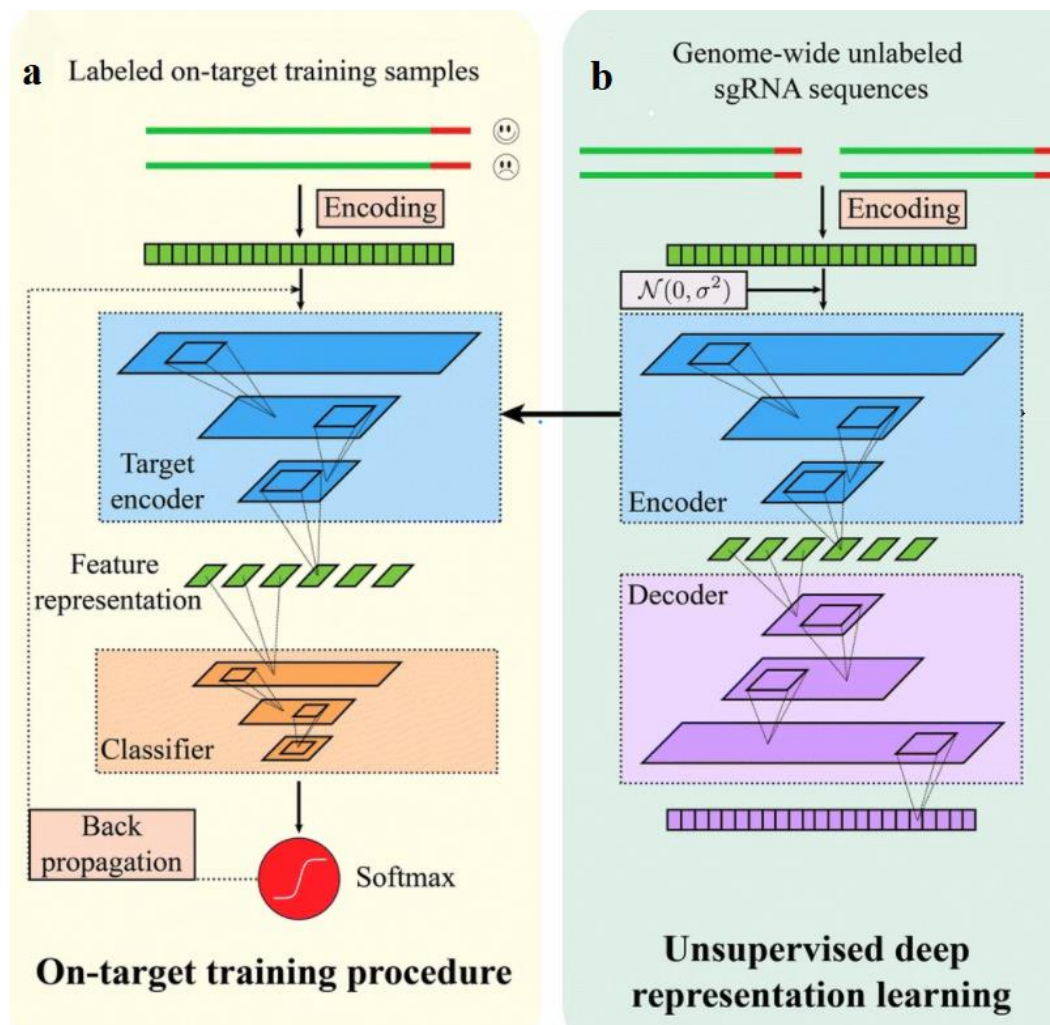 a
Labeled on-target training samples
Encoding
Target
encoder
Feature
representation
Classifier
Back
propagation
Softmax
On-target training procedure
b
Genome-wide unlabeled
sgRNA sequences
Encoding
𝒩(0, σ²)
Encoder
Decoder
Unsupervised deep
representation learning